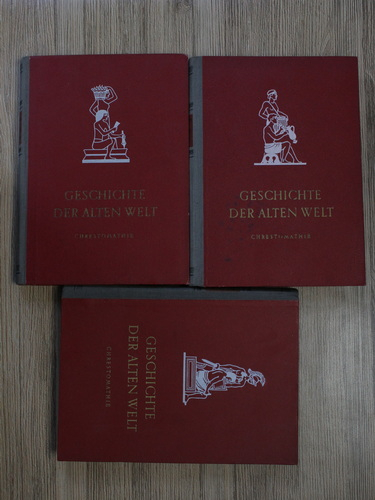 GESCHICHTE
DER ALTEN WELT
CHRESTOMATHIE
GESCHICHTE
DER ALTEN WELT
CHRESTOMATHIE
GESCHICHTE
DER ALTEN WELT
CHRESTOMATHIE